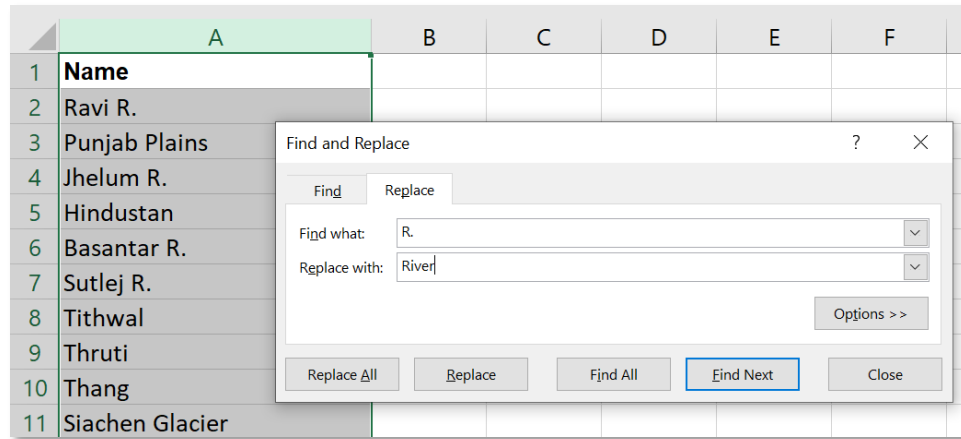 A B C D E F
1 Name
2 Ravi R.
3 Punjab Plains
4 Jhelum R.
5 Hindustan
6 Basantar R.
7 Sutlej R.
8 Tithwal
9 Thruti
10 Thang
11 Siachen Glacier
Find and Replace ?
Find Replace
Find what: R.
Replace with: River
Options >>
Replace All Replace Find All Find Next Close